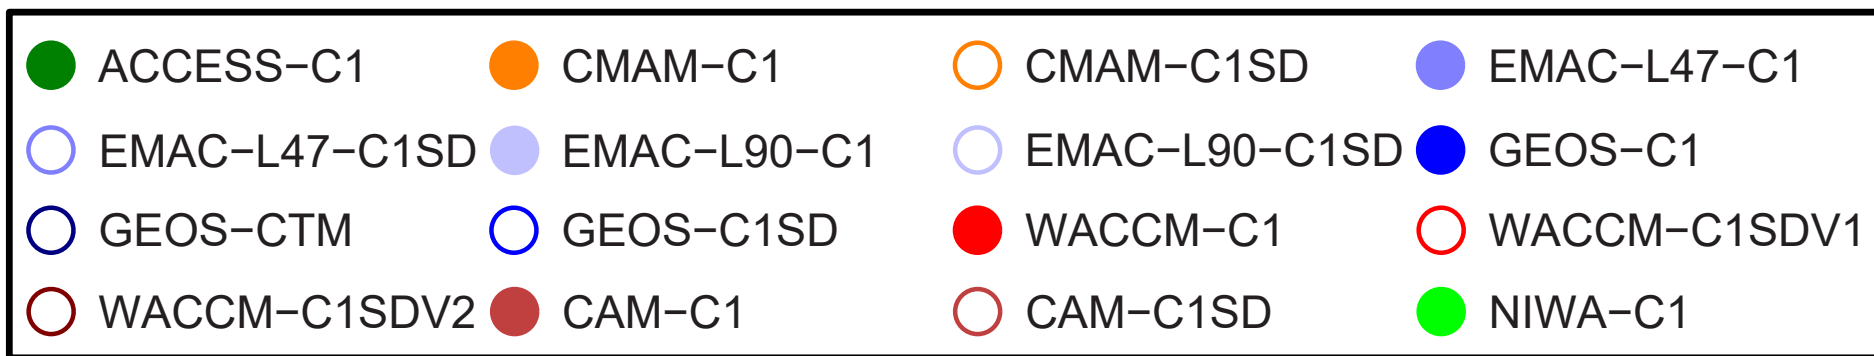 ACCESS−C1 CMAM−C1 CMAM−C1SD EMAC−L47−C1
EMAC−L47−C1SD EMAC−L90−C1 EMAC−L90−C1SD GEOS−C1
GEOS−CTM GEOS−C1SD WACCM−C1 WACCM−C1SDV1
WACCM−C1SDV2 CAM−C1 CAM−C1SD NIWA−C1